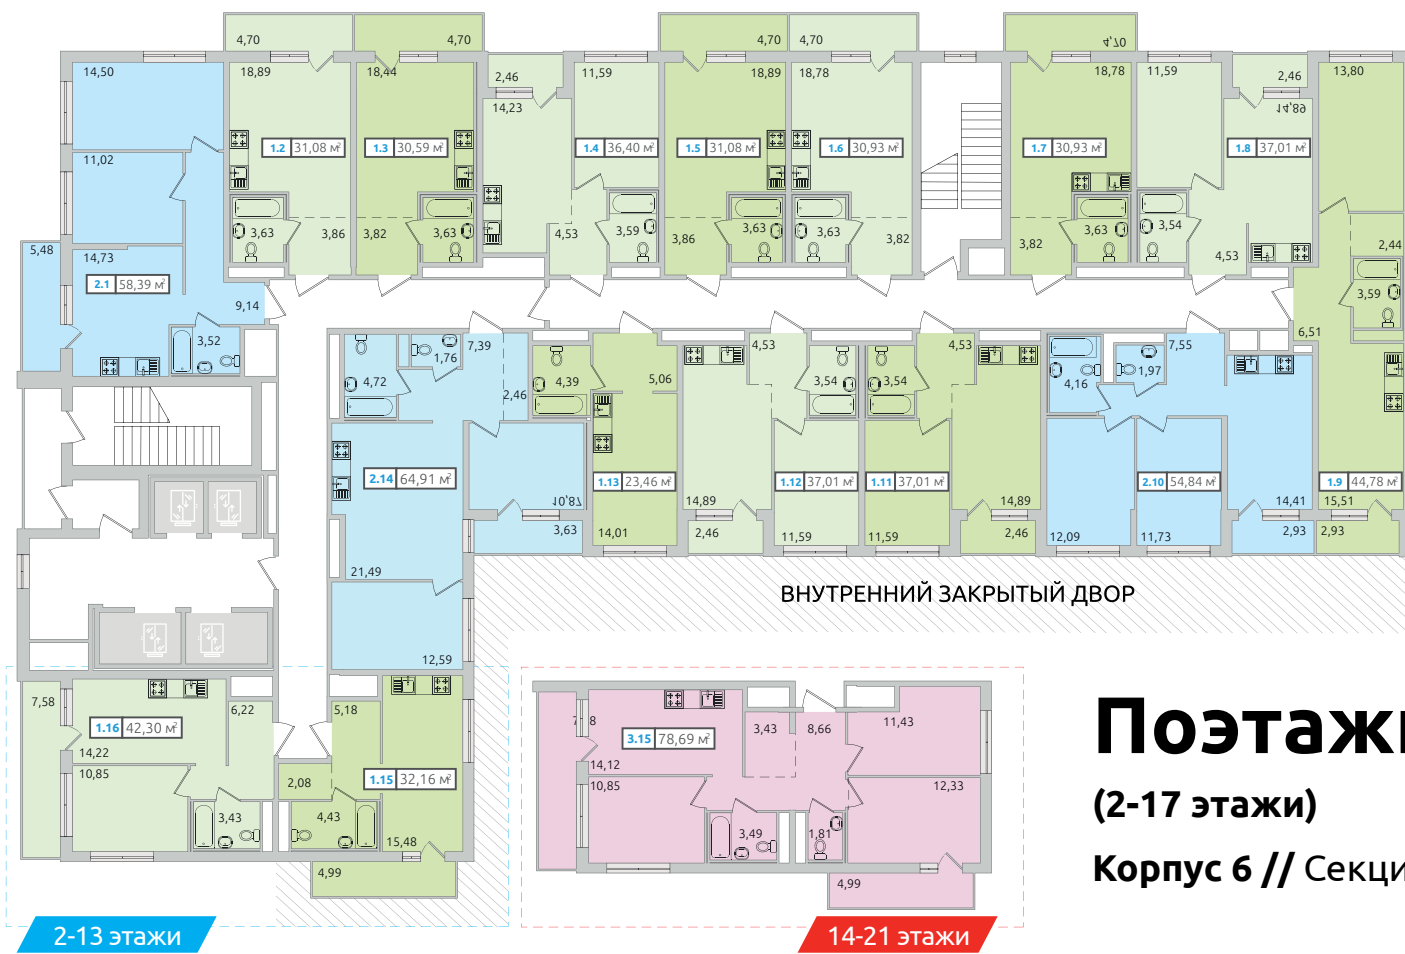 4,70 4,70 4,70 4,70 4,70
14,50 18,89 18,44 2,46 11,59 18,89 18,78 18,78 11,59 2,46 13,80
14,23 14,89
1.2 31,08 м² 1.3 30,59 м² 1.4 36,40 м² 1.5 31,08 м² 1.6 30,93 м² 1.7 30,93 м² 1.8 37,01 м²
11,02
3,63 3,86 3,82 3,63 4,53 3,59 3,86 3,63 3,63 3,82 3,82 3,63 3,54 4,53 2,44
5,48 14,73
2.1 58,39 м² 3,59
9,14 6,51
3,52 1,76 7,39 4,53 4,53 7,55
4,72 2,46 4,39 5,06 3,54 3,54 4,16 1,97
2.14 64,91 м² 1.13 23,46 м² 1.12 37,01 м² 1.11 37,01 м² 2.10 54,84 м² 1.9 44,78 м²
10,87 14,89 14,89 14,41 15,51
3,63 14,01 2,46 11,59 11,59 2,46 12,09 11,73 2,93 2,93
21,49
ВНУТРЕННИЙ ЗАКРЫТЫЙ ДВОР
12,59
7,58 6,22 5,18
1.16 42,30 м²
14,22
10,85 2,08 1.15 32,16 м²
3,43 4,43 15,48
4,99
3,43 8,66 11,43
3.15 78,69 м²
14,12
10,85 12,33
3,49 1,81
4,99
Поэтажн
(2-17 этажи)
Корпус 6 // Секци
2-13 этажи 14-21 этажи